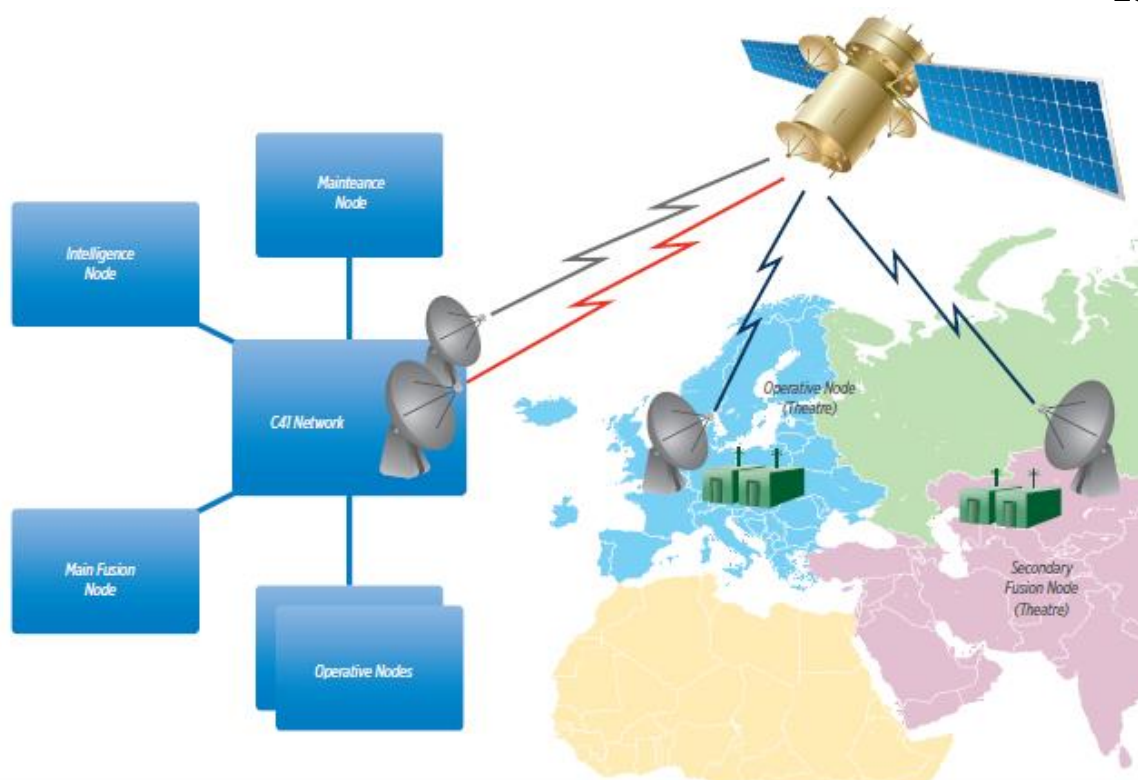 Mainteance
Node
Intelligence
Node
C4I Network
Main Fusion
Node
Operative Nodes
Operative Node
(Theatre)
Secondary
Fusion Node
(Theatre)